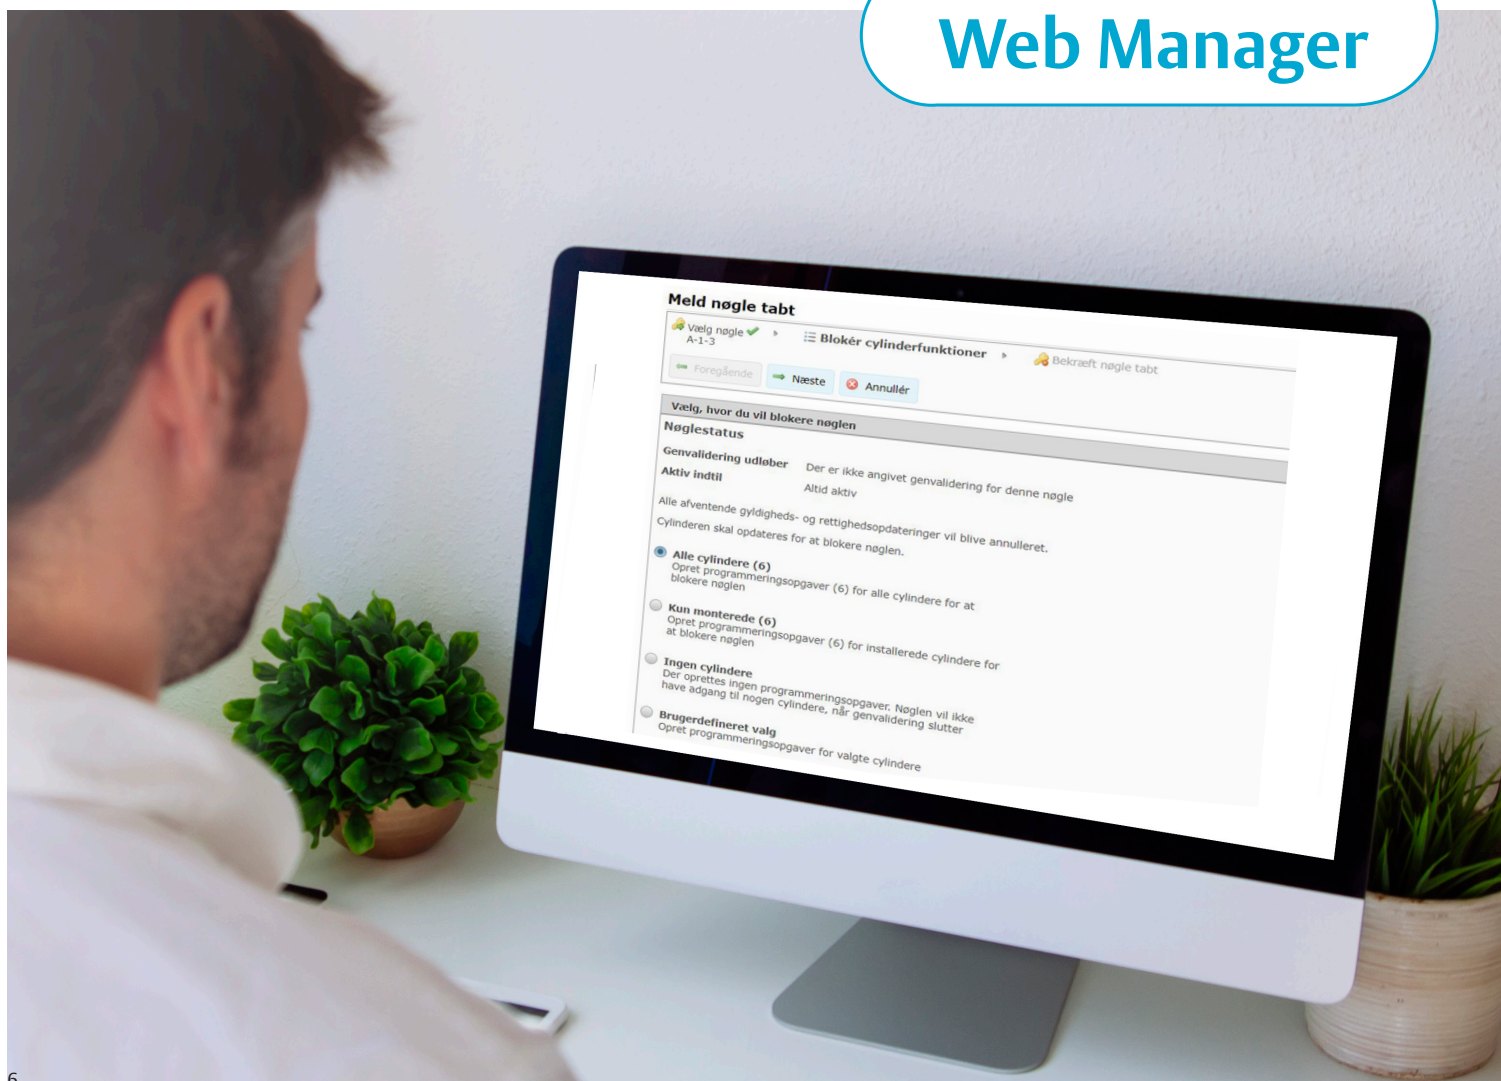 Web Manager
Meld nøgle tabt
Vælg nøgle
A-1-3
Blokér cylinderfunktioner
Bekræft nøgle tabt
Foregående
Næste
Annullér
Vælg, hvor du vil blokere nøglen
Nøglestatus
Genvalidering udløber Der er ikke angivet genvalidering for denne nøgle
Aktiv indtil Altid aktiv
Alle afventende gyldigheds- og rettighedsopdateringer vil blive annulleret.
Cylinderen skal opdateres for at blokere nøglen.
Alle cylindere (6)
Opret programmeringsopgaver (6) for alle cylindere for at
blokere nøglen
Kun monterede (6)
Opret programmeringsopgaver (6) for installerede cylindere for
at blokere nøglen
Ingen cylindere
Der oprettes ingen programmeringsopgaver. Nøglen vil ikke
have adgang til nogen cylindere, når genvalidering slutter
Brugerdefineret valg
Opret programmeringsopgaver for valgte cylindere
6